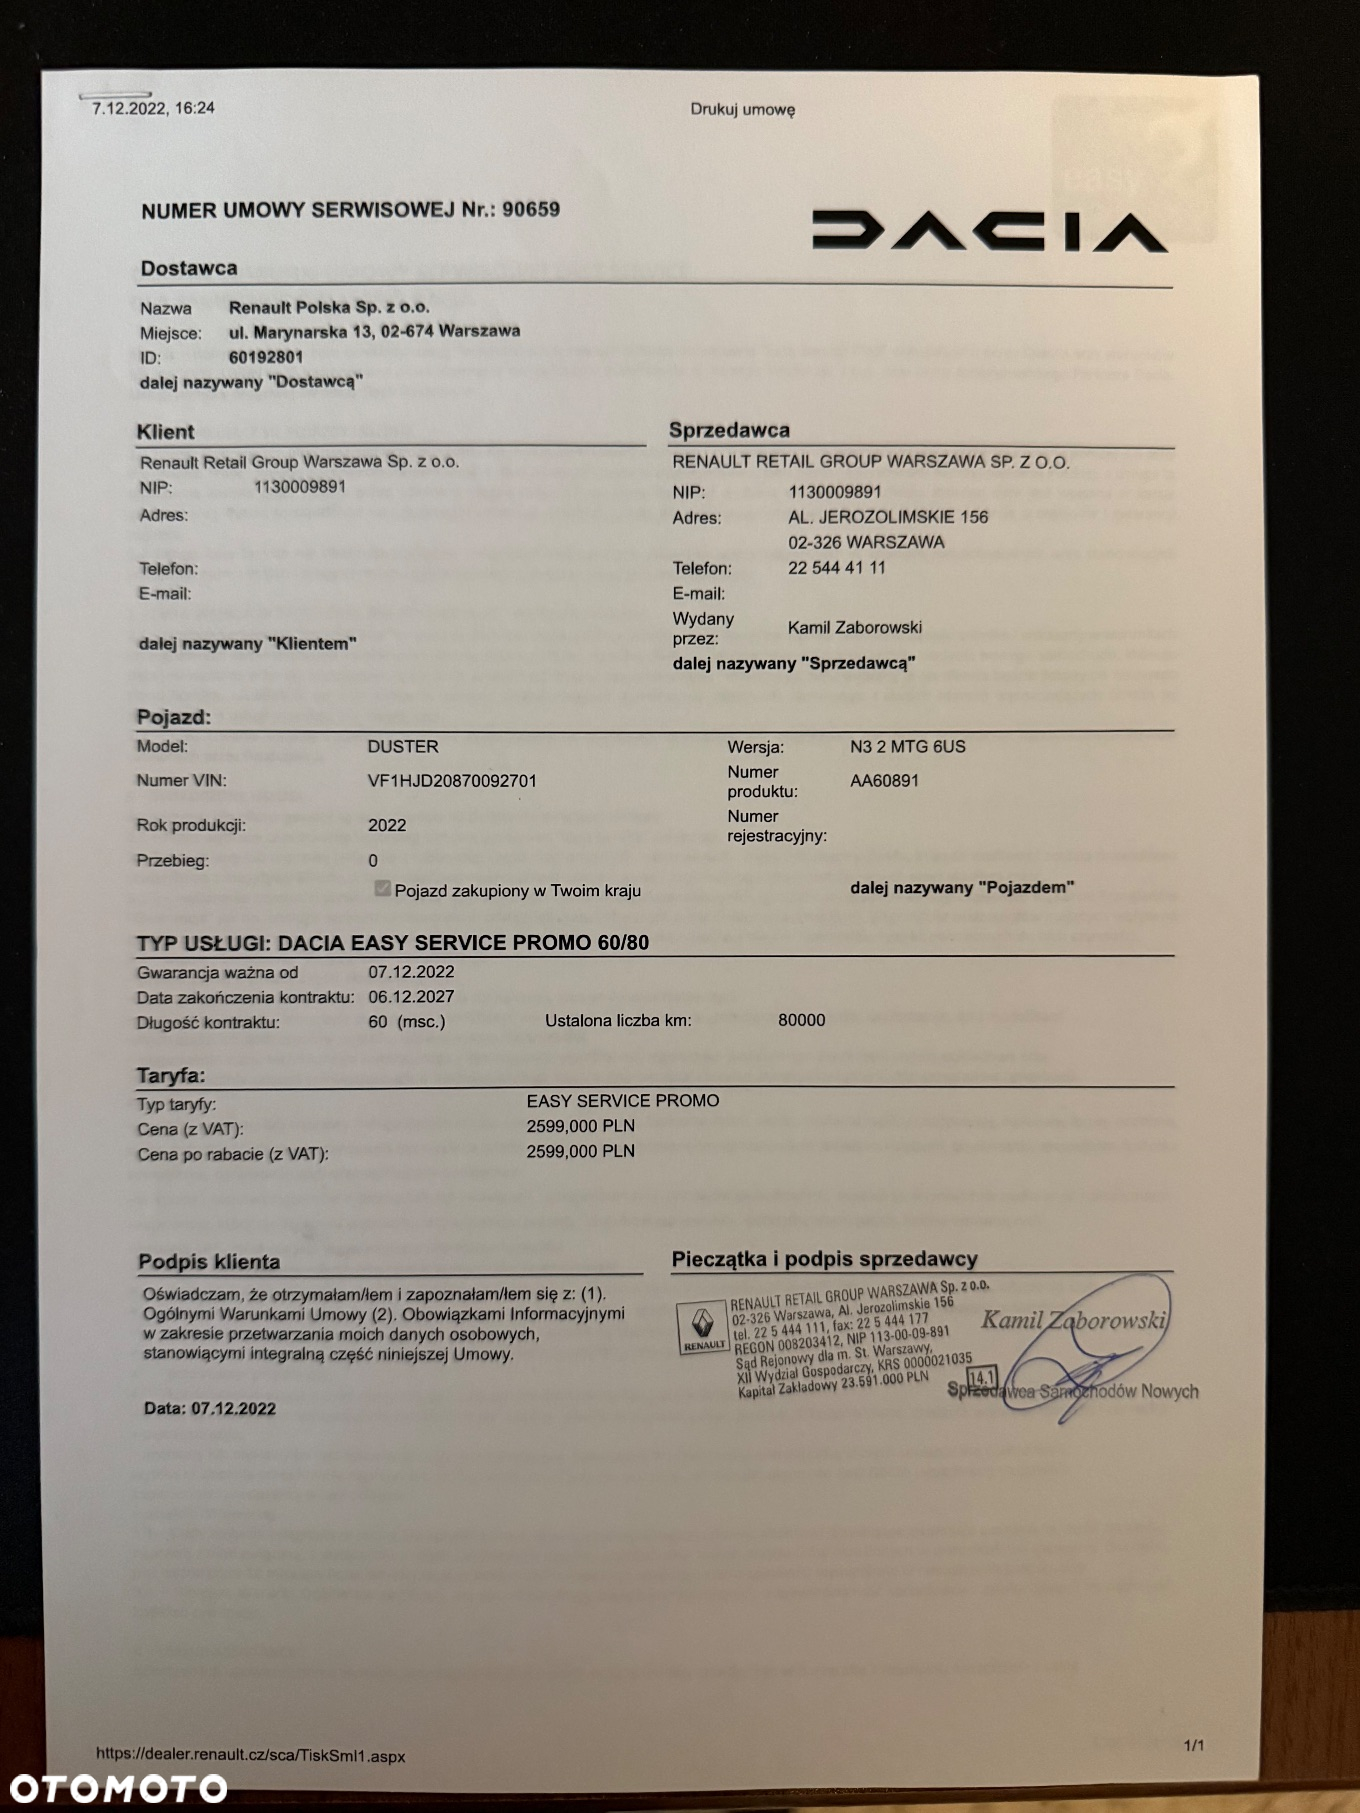 7.12.2022, 16:24
Drukuj umowę
easy
NUMER UMOWY SERWISOWEJ Nr.: 90659
DACIA
Dostawca
Nazwa Renault Polska Sp. z o.o.
Miejsce: ul. Marynarska 13, 02-674 Warszawa
ID: 60192801
dalej nazywany "Dostawcą"
Klient
Renault Retail Group Warszawa Sp. z o.o.
NIP: 1130009891
Adres:
Telefon:
E-mail:
dalej nazywany "Klientem"
Sprzedawca
RENAULT RETAIL GROUP WARSZAWA SP. Z O.O.
NIP: 1130009891
Adres: AL. JEROZOLIMSKIE 156
02-326 WARSZAWA
Telefon: 22 544 41 11
E-mail:
Wydany
przez: Kamil Zaborowski
dalej nazywany "Sprzedawcą"
Pojazd:
Model: DUSTER Wersja: N3 2 MTG 6US
Numer VIN: VF1HJD20870092701 Numer produktu: AA60891
Rok produkcji: 2022 Numer rejestracyjny:
Przebieg: 0
Pojazd zakupiony w Twoim kraju dalej nazywany "Pojazdem"
TYP USŁUGI: DACIA EASY SERVICE PROMO 60/80
Gwarancja ważna od 07.12.2022
Data zakończenia kontraktu: 06.12.2027
Długość kontraktu: 60 (msc.) Ustalona liczba km: 80000
Taryfa:
Typ taryfy: EASY SERVICE PROMO
Cena (z VAT): 2599,000 PLN
Cena po rabacie (z VAT): 2599,000 PLN
Podpis klienta
Oświadczam, że otrzymałam/łem i zapoznałam/łem się z: (1).
Ogólnymi Warunkami Umowy (2). Obowiązkami Informacyjnymi
w zakresie przetwarzania moich danych osobowych,
stanowiącymi integralną część niniejszej Umowy.
Data: 07.12.2022
Pieczątka i podpis sprzedawcy
RENAULT
RENAULT RETAIL GROUP WARSZAWA Sp. z o.o.
02-326 Warszawa, Al. Jerozolimskie 156
tel. 22 5 444 111, fax: 22 5 444 177
REGON 008203412, NIP 113-00-09-891
Sąd Rejonowy dla m. St. Warszawy,
XII Wydział Gospodarczy, KRS 0000021035
Kapitał Zakładowy 23.591.000 PLN
14.1
Kamil Zaborowski
Sprzedawca Samochodów Nowych
https://dealer.renault.cz/sca/TiskSml1.aspx
1/1
OTOMOTO